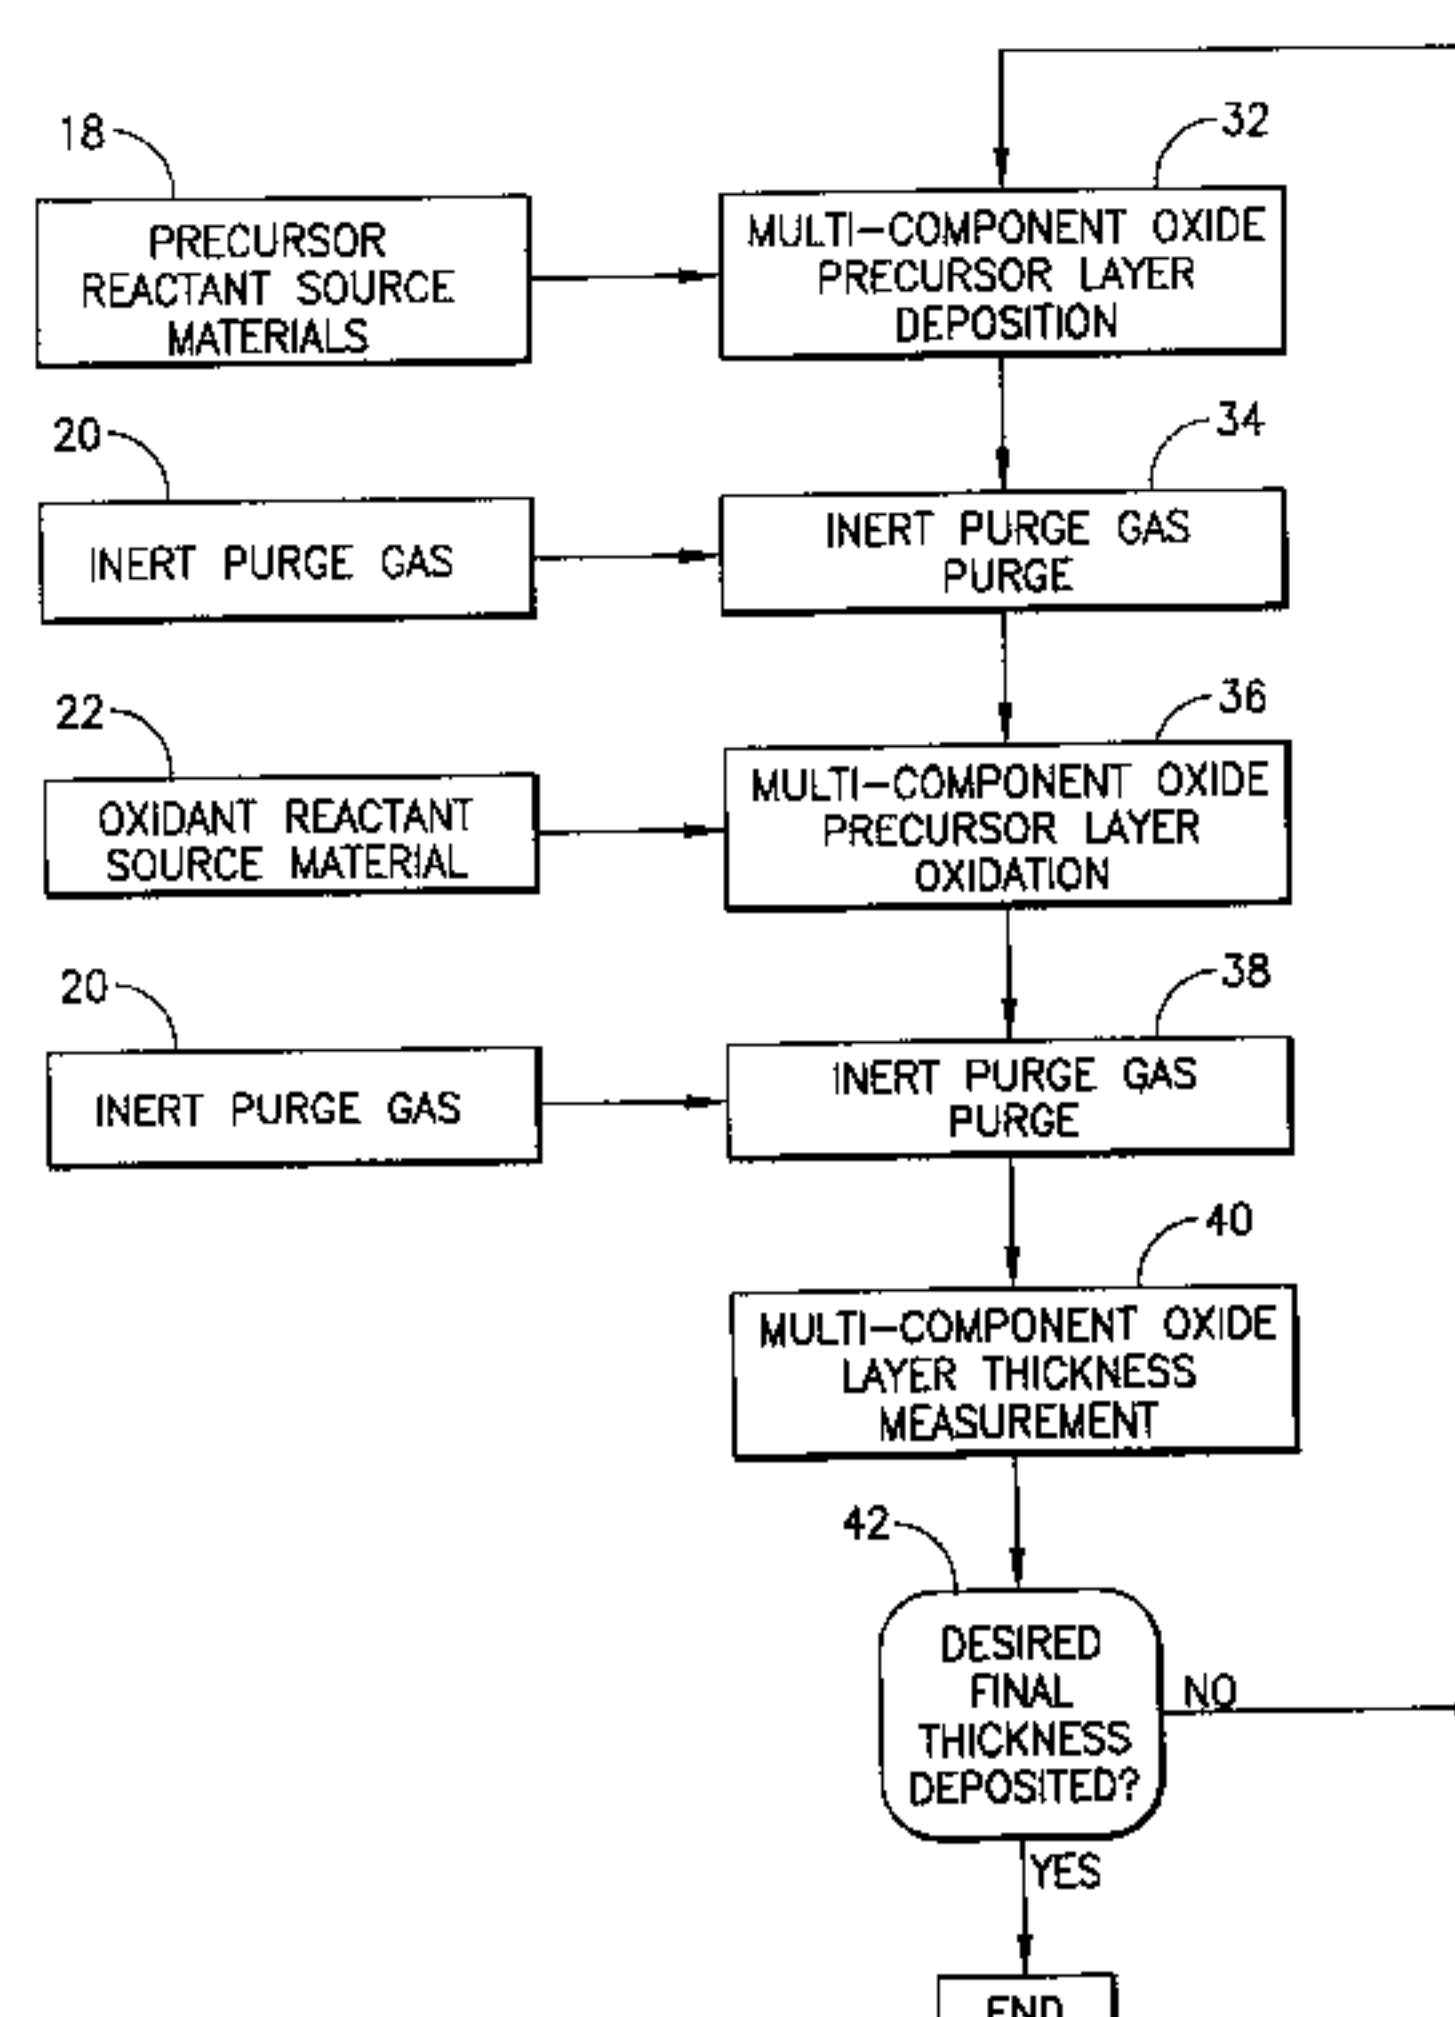 18
32
PRECURSOR
REACTANT SOURCE
MATERIALS
MULTI-COMPONENT OXIDE
PRECURSOR LAYER
DEPOSITION
20
34
INERT PURGE GAS
INERT PURGE GAS
PURGE
22
36
OXIDANT REACTANT
SOURCE MATERIAL
MULTI-COMPONENT OXIDE
PRECURSOR LAYER
OXIDATION
20
38
INERT PURGE GAS
INERT PURGE GAS
PURGE
40
MULTI-COMPONENT OXIDE
LAYER THICKNESS
MEASUREMENT
42
DESIRED
FINAL
THICKNESS
DEPOSITED?
NO
YES
END